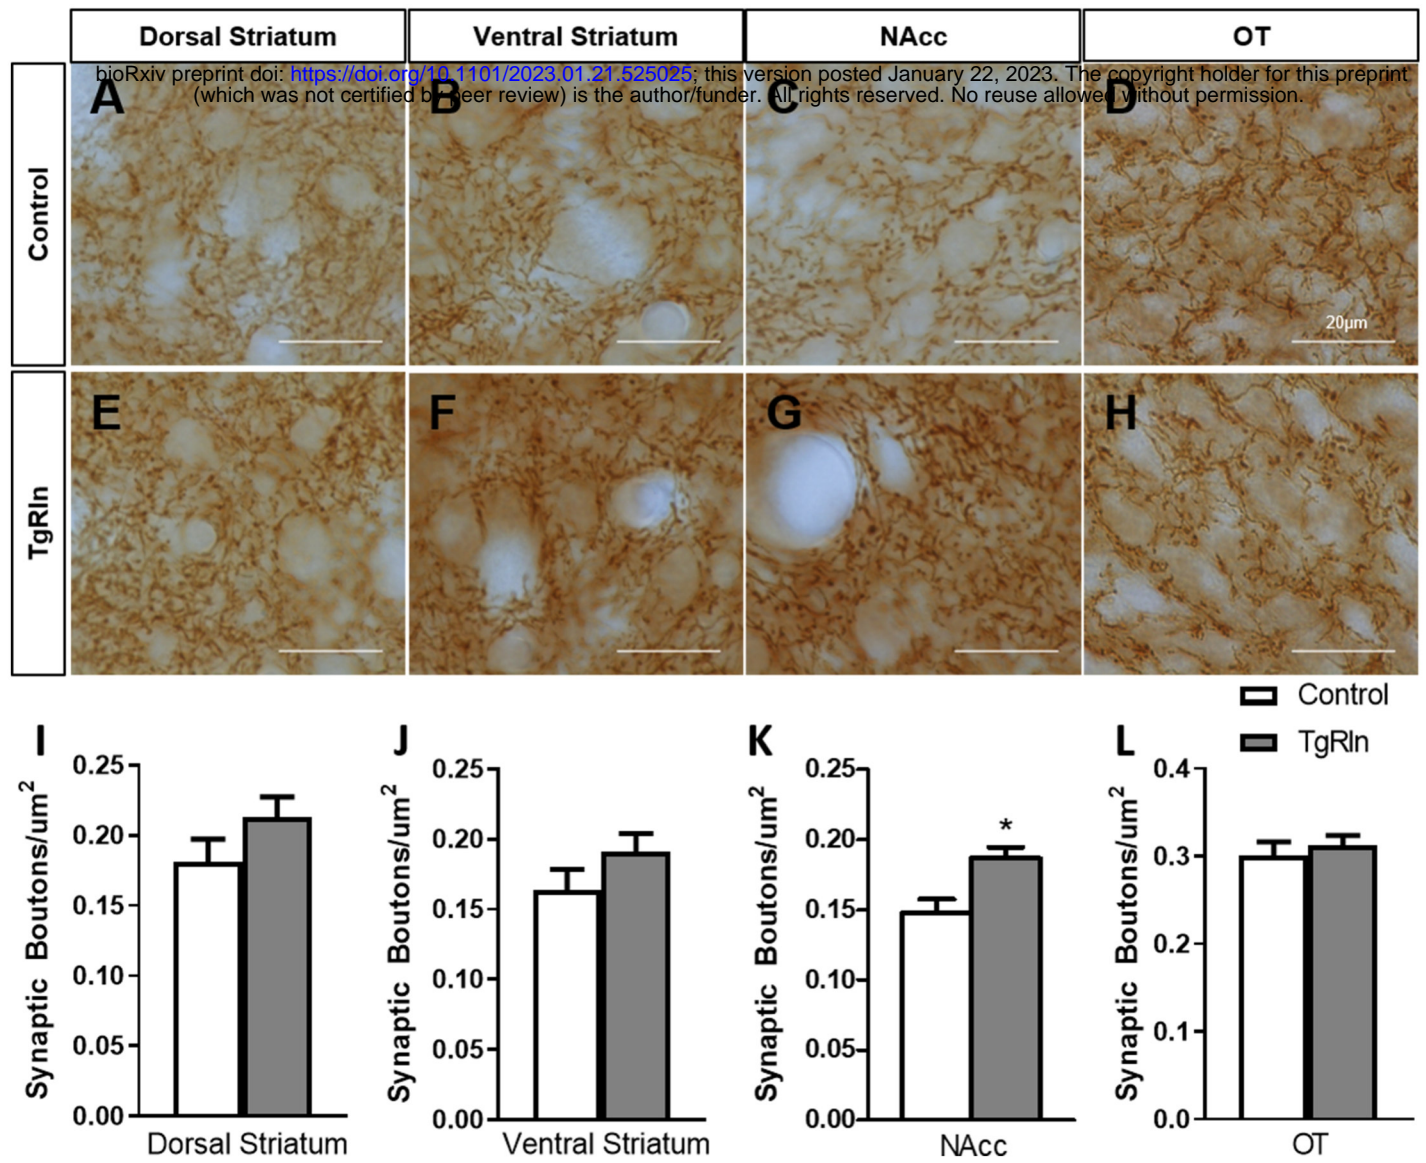 Dorsal Striatum
Ventral Striatum
NAcc
OT
bioRxiv preprint doi: https://doi.org/10.1101/2023.01.21.525025; this version posted January 22, 2023. The copyright holder for this preprint
(which was not certified by peer review) is the author/funder. All rights reserved. No reuse allowed without permission.
Control
A
B
C
D
20µm
TgRln
E
F
G
H
Control
TgRln
I
Synaptic Boutons/um²
0.25
0.20
0.15
0.10
0.05
0.00
Dorsal Striatum
J
Synaptic Boutons/um²
0.25
0.20
0.15
0.10
0.05
0.00
Ventral Striatum
K
Synaptic Boutons/um²
0.25
0.20
0.15
0.10
0.05
0.00
*
NAcc
L
Synaptic Boutons/um²
0.4
0.3
0.2
0.1
0.0
OT